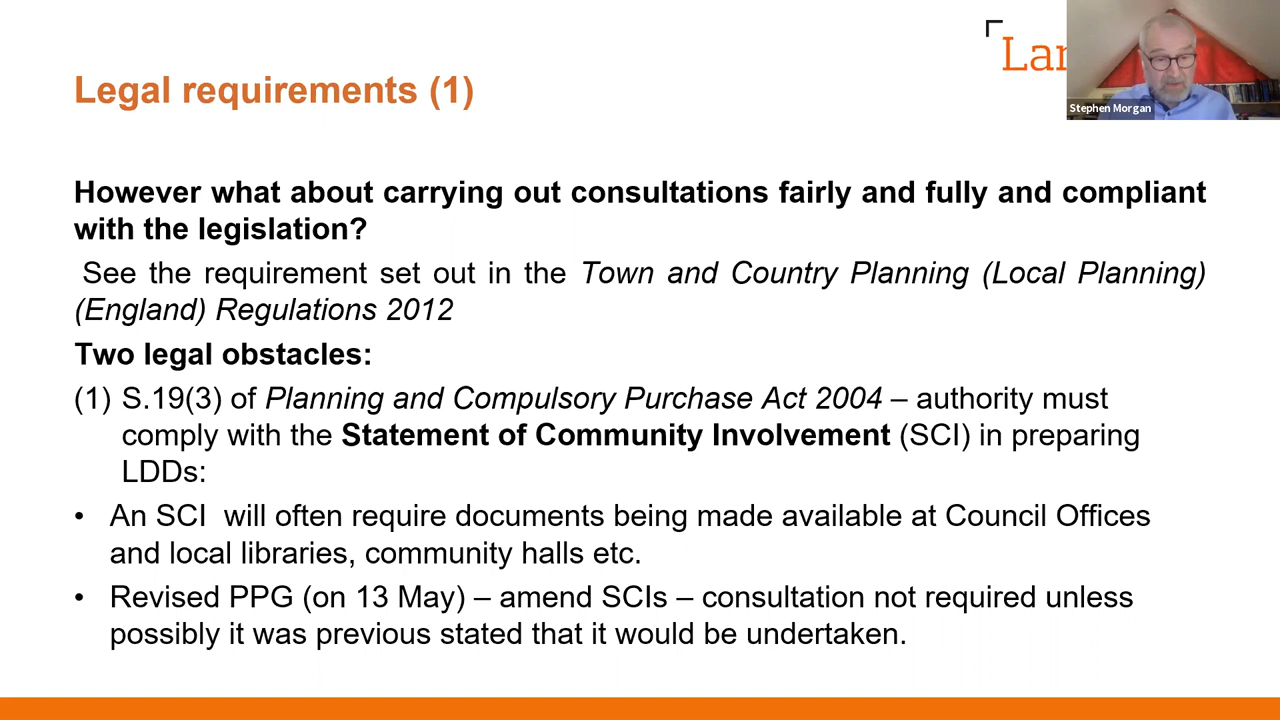 Lar
Stephen Morgan
Legal requirements (1)
However what about carrying out consultations fairly and fully and compliant
with the legislation?
See the requirement set out in the Town and Country Planning (Local Planning)
(England) Regulations 2012
Two legal obstacles:
(1) S.19(3) of Planning and Compulsory Purchase Act 2004 – authority must
comply with the Statement of Community Involvement (SCI) in preparing
LDDs:
• An SCI will often require documents being made available at Council Offices
and local libraries, community halls etc.
• Revised PPG (on 13 May) – amend SCIs – consultation not required unless
possibly it was previous stated that it would be undertaken.